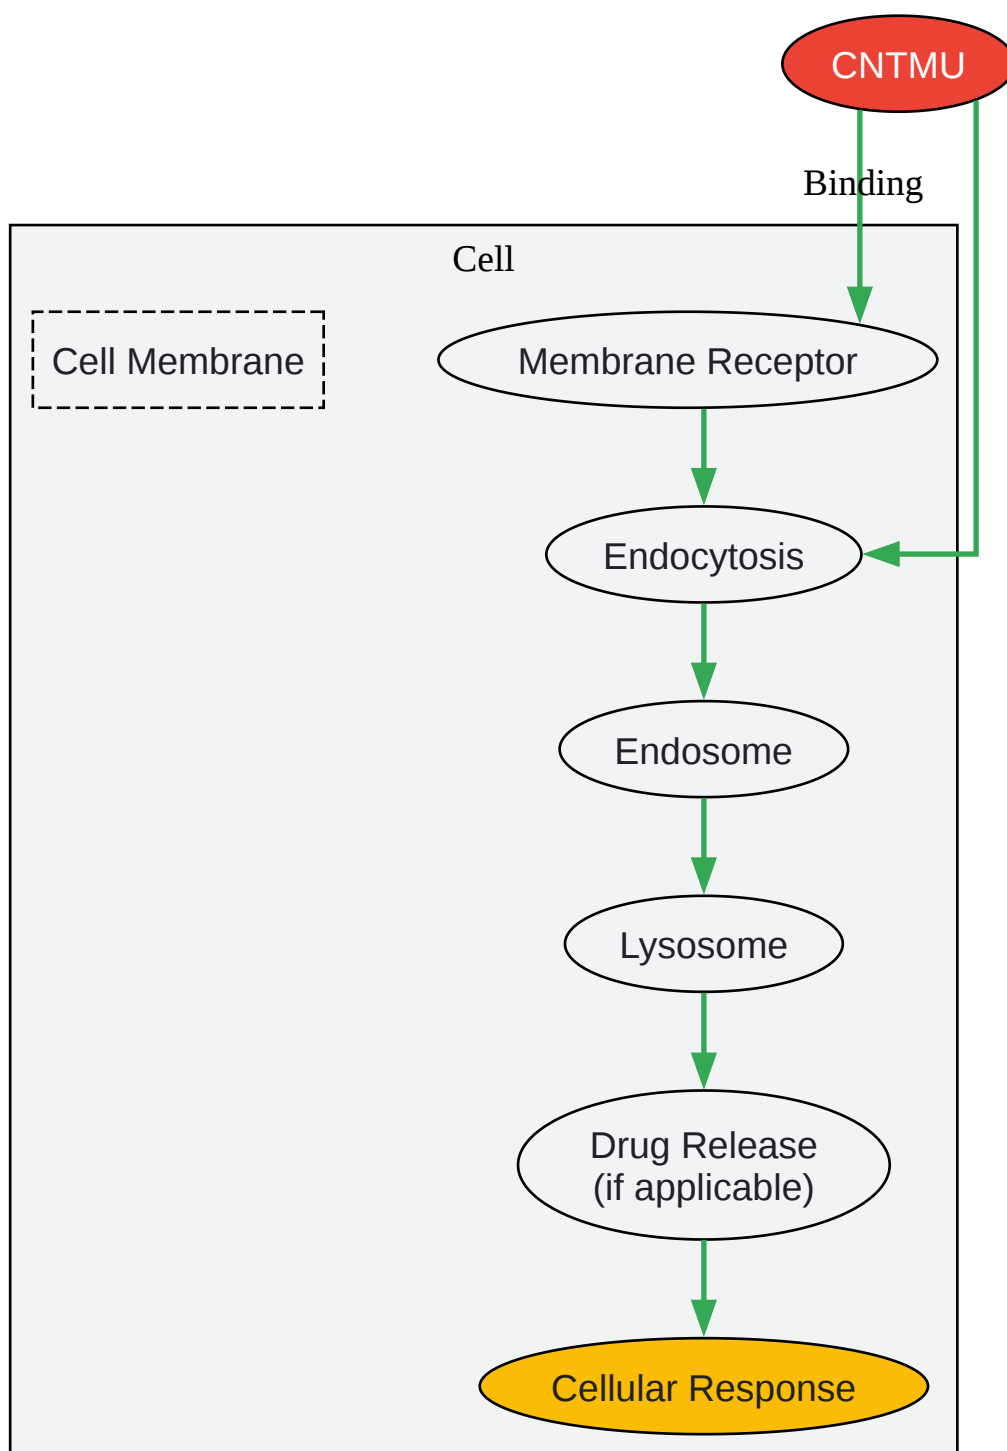 CNTMU
Binding
Cell
Cell Membrane
Membrane Receptor
Endocytosis
Endosome
Lysosome
Drug Release
(if applicable)
Cellular Response